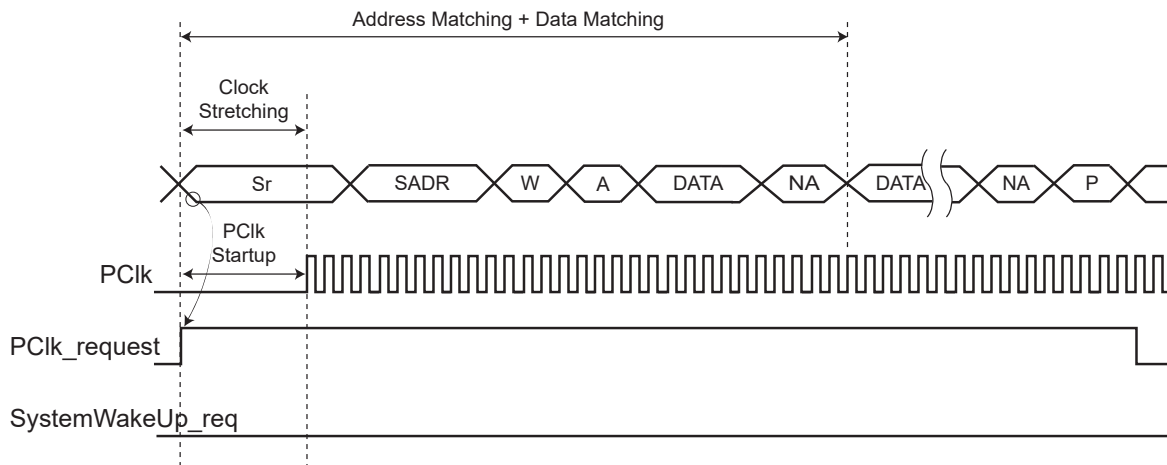 Address Matching + Data Matching
Clock
Stretching
Sr SADR W A DATA NA DATA NA P
PClk
Startup
PClk
PClk_request
SystemWakeUp_req